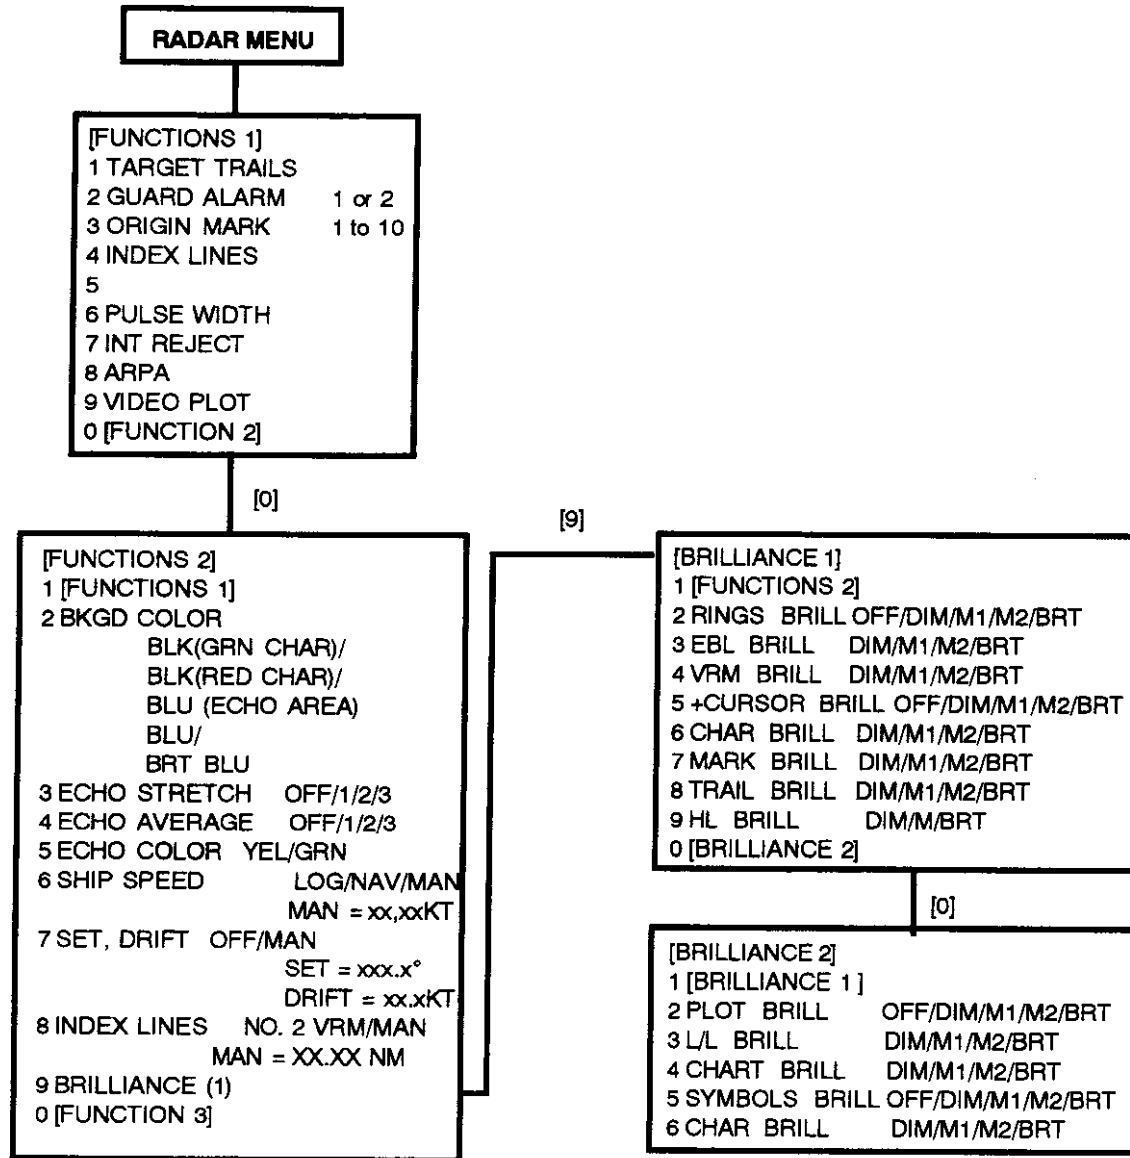 RADAR MENU
[FUNCTIONS 1]
1 TARGET TRAILS
2 GUARD ALARM 1 or 2
3 ORIGIN MARK 1 to 10
4 INDEX LINES
5
6 PULSE WIDTH
7 INT REJECT
8 ARPA
9 VIDEO PLOT
0 [FUNCTION 2]
[0]
[FUNCTIONS 2]
1 [FUNCTIONS 1]
2 BKGD COLOR
BLK(GRN CHAR)/
BLK(RED CHAR)/
BLU (ECHO AREA)
BLU/
BRT BLU
3 ECHO STRETCH OFF/1/2/3
4 ECHO AVERAGE OFF/1/2/3
5 ECHO COLOR YEL/GRN
6 SHIP SPEED LOG/NAV/MAN
MAN = xx,xxKT
7 SET, DRIFT OFF/MAN
SET = xxx.x°
DRIFT = xx.xKT
8 INDEX LINES NO. 2 VRM/MAN
MAN = XX.XX NM
9 BRILLIANCE (1)
0 [FUNCTION 3]
[9]
[BRILLIANCE 1]
1 [FUNCTIONS 2]
2 RINGS BRILL OFF/DIM/M1/M2/BRT
3 EBL BRILL DIM/M1/M2/BRT
4 VRM BRILL DIM/M1/M2/BRT
5 +CURSOR BRILL OFF/DIM/M1/M2/BRT
6 CHAR BRILL DIM/M1/M2/BRT
7 MARK BRILL DIM/M1/M2/BRT
8 TRAIL BRILL DIM/M1/M2/BRT
9 HL BRILL DIM/M/BRT
0 [BRILLIANCE 2]
[0]
[BRILLIANCE 2]
1 [BRILLIANCE 1 ]
2 PLOT BRILL OFF/DIM/M1/M2/BRT
3 L/L BRILL DIM/M1/M2/BRT
4 CHART BRILL DIM/M1/M2/BRT
5 SYMBOLS BRILL OFF/DIM/M1/M2/BRT
6 CHAR BRILL DIM/M1/M2/BRT